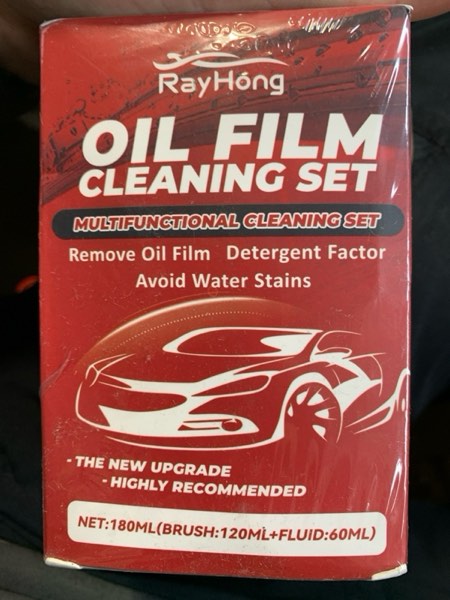 RayHóng
OIL FILM
CLEANING SET
MULTIFUNCTIONAL CLEANING SET
Remove Oil Film Detergent Factor
Avoid Water Stains
- THE NEW UPGRADE
- HIGHLY RECOMMENDED
NET:180ML(BRUSH:120ML+FLUID:60ML)